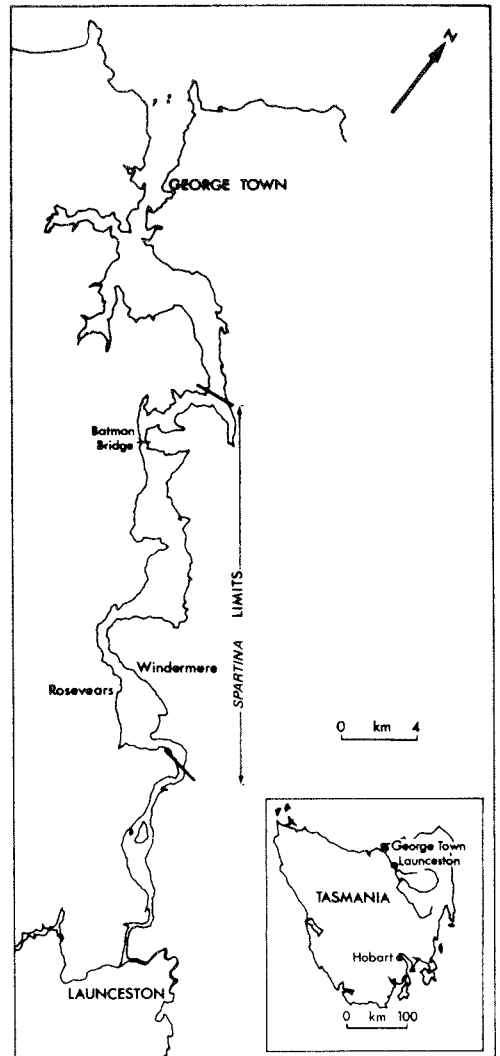 N
GEORGE TOWN
Batman
Bridge
SPARTINA LIMITS
Windermere
Rosevears
0 km 4
George Town
Launceston
TASMANIA
Hobart
0 km 100
LAUNCESTON